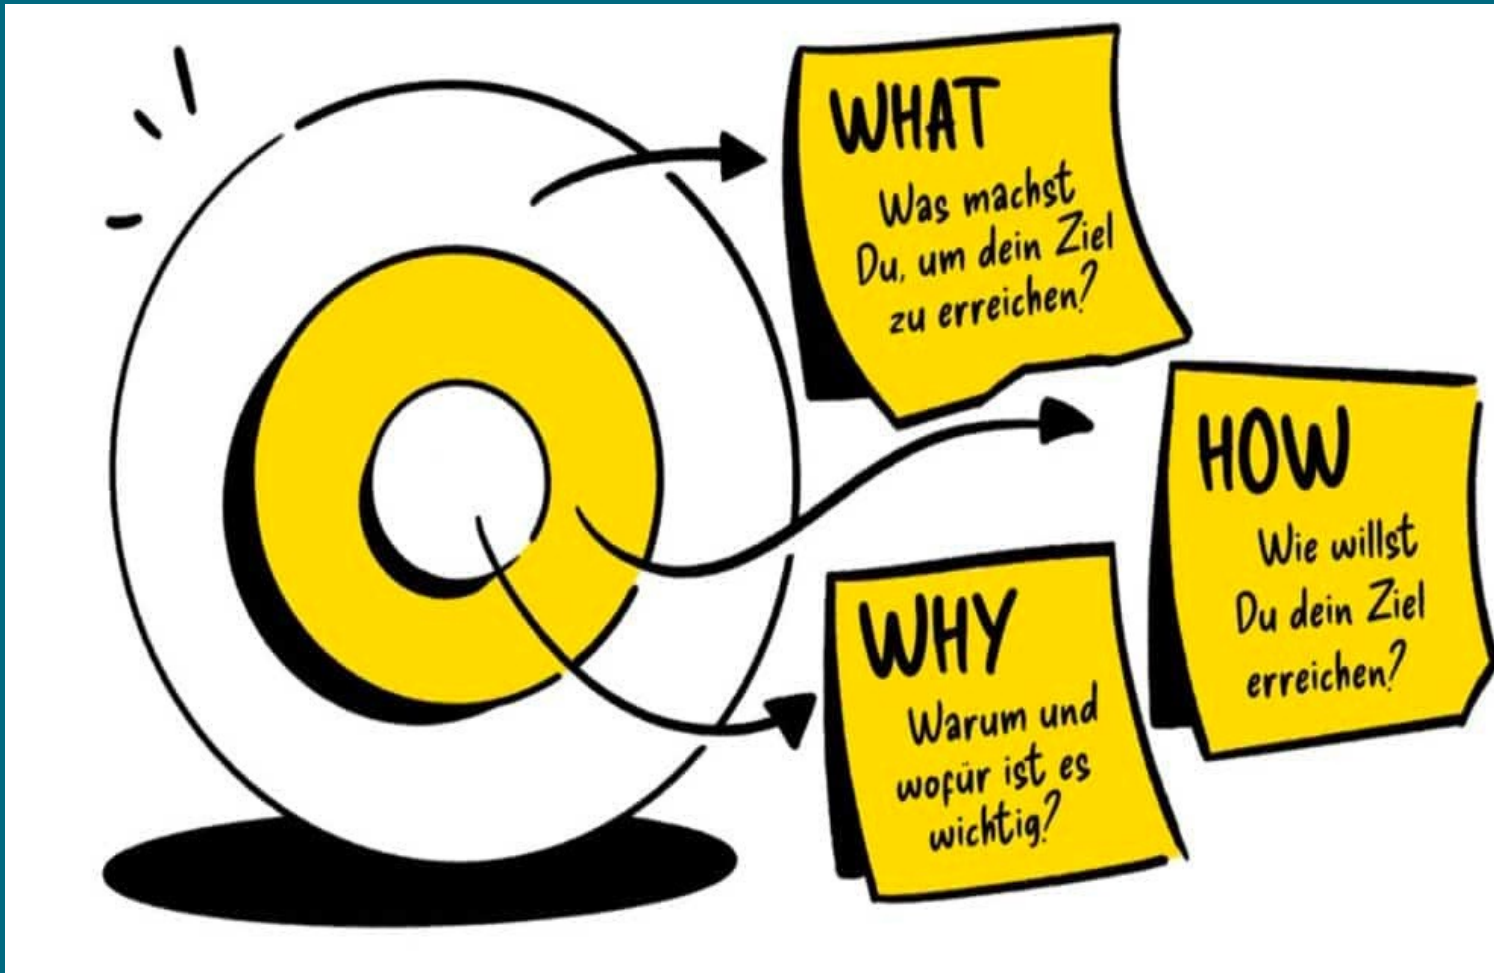 WHAT
Was machst
Du, um dein Ziel
zu erreichen?
HOW
Wie willst
Du dein Ziel
erreichen?
WHY
Warum und
wofür ist es
wichtig?